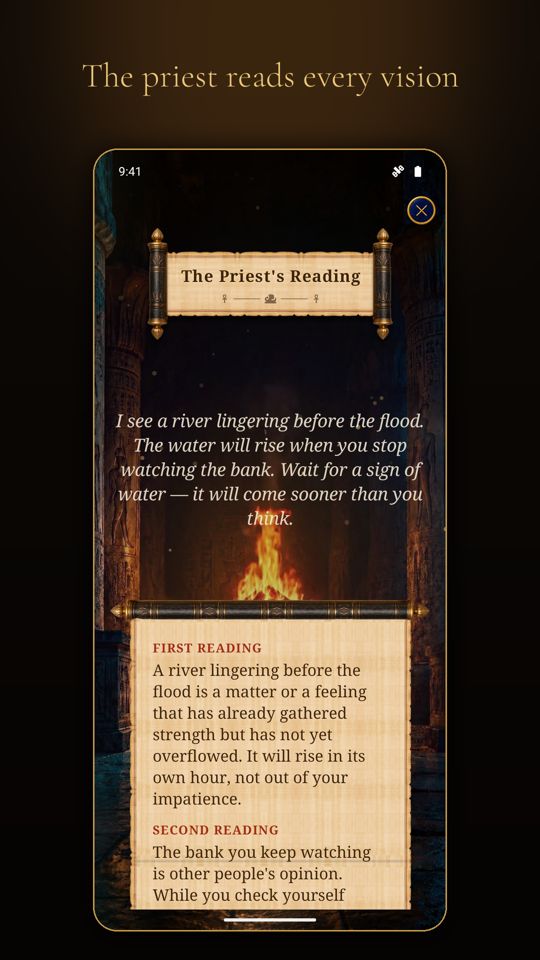 The priest reads every vision
9:41
The Priest's Reading
I see a river lingering before the flood.
The water will rise when you stop
watching the bank. Wait for a sign of
water — it will come sooner than you
think.
FIRST READING
A river lingering before the
flood is a matter or a feeling
that has already gathered
strength but has not yet
overflowed. It will rise in its
own hour, not out of your
impatience.
SECOND READING
The bank you keep watching
is other people's opinion.
While you check yourself